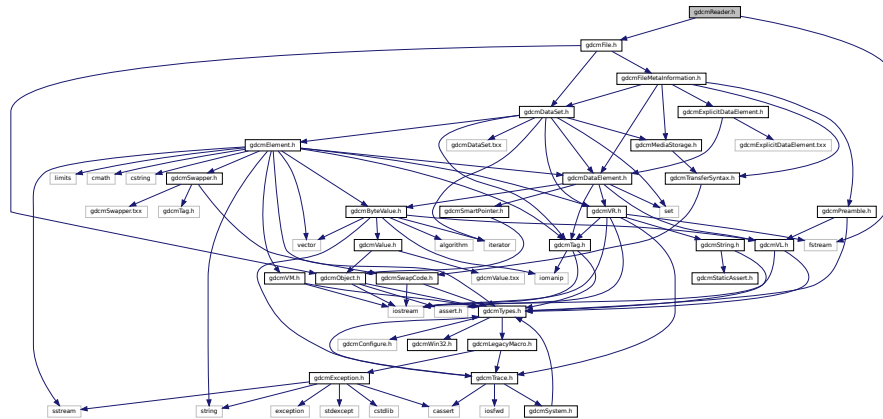 gdcmReader.h
gdcmFile.h
gdcmFileMetaInformation.h
gdcmDataSet.h
gdcmExplicitDataElement.h
gdcmElement.h
gdcmDataSet.txx
gdcmMediaStorage.h
gdcmExplicitDataElement.txx
limits
cmath
cstring
gdcmSwapper.h
gdcmDataElement.h
gdcmTransferSyntax.h
gdcmSwapper.txx
gdcmTag.h
gdcmByteValue.h
gdcmSmartPointer.h
gdcmVR.h
set
gdcmPreamble.h
vector
gdcmValue.h
algorithm
iterator
gdcmTag.h
gdcmString.h
gdcmVL.h
fstream
gdcmVM.h
gdcmObject.h
gdcmSwapCode.h
gdcmValue.txx
iomanip
gdcmStaticAssert.h
iostream
assert.h
gdcmTypes.h
gdcmConfigure.h
gdcmWin32.h
gdcmLegacyMacro.h
gdcmException.h
gdcmTrace.h
sstream
string
exception
stdexcept
cstdlib
cassert
iosfwd
gdcmSystem.h